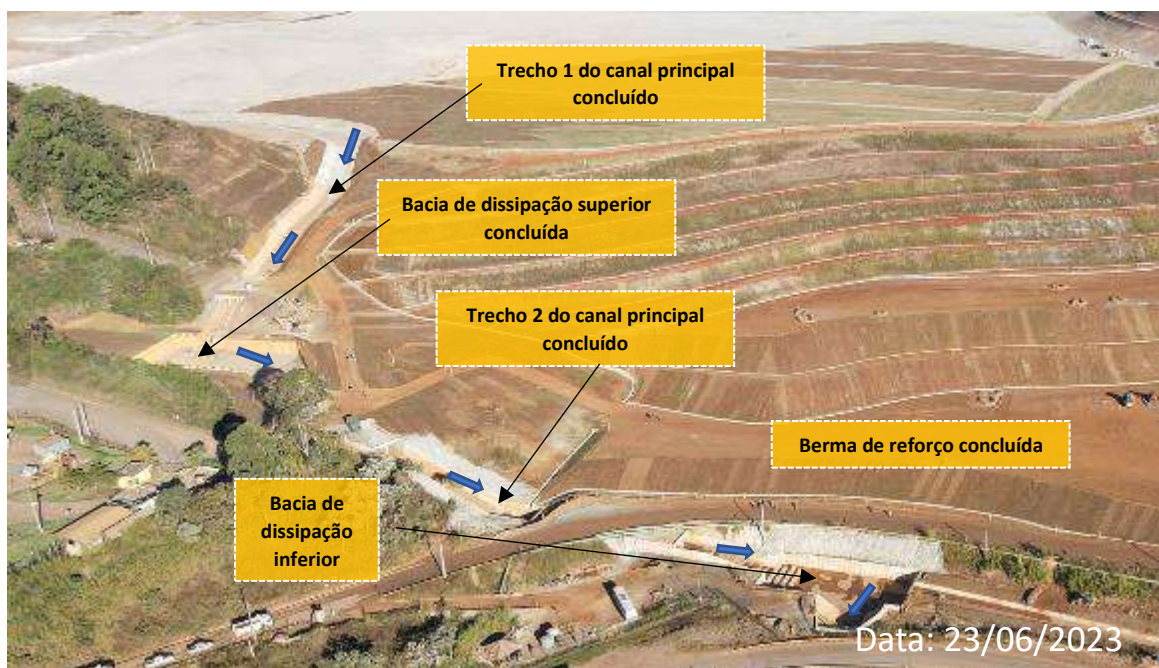 Trecho 1 do canal principal
concluído
Bacia de dissipação superior
concluída
Trecho 2 do canal principal
concluído
Berma de reforço concluída
Bacia de
dissipação
inferior
Data: 23/06/2023